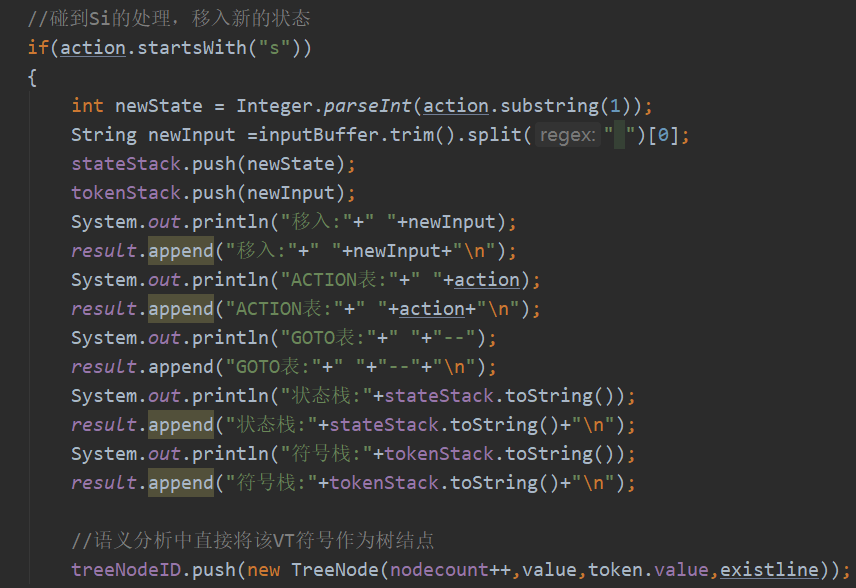 //碰到Si的处理，移入新的状态
if(action.startsWith("s"))
{
int newState = Integer.parseInt(action.substring(1));
String newInput =inputBuffer.trim().split( regex: " ")[0];
stateStack.push(newState);
tokenStack.push(newInput);
System.out.println("移入:"+" "+newInput);
result.append("移入:"+" "+newInput+"\n");
System.out.println("ACTION表:"+" "+action);
result.append("ACTION表:"+" "+action+"\n");
System.out.println("GOTO表:"+" "+"--");
result.append("GOTO表:"+" "+"--"+"\n");
System.out.println("状态栈:"+stateStack.toString());
result.append("状态栈:"+stateStack.toString()+"\n");
System.out.println("符号栈:"+tokenStack.toString());
result.append("符号栈:"+tokenStack.toString()+"\n");
//语义分析中直接将该VT符号作为树结点
treeNodeID.push(new TreeNode(nodecount++,value,token.value,existline));